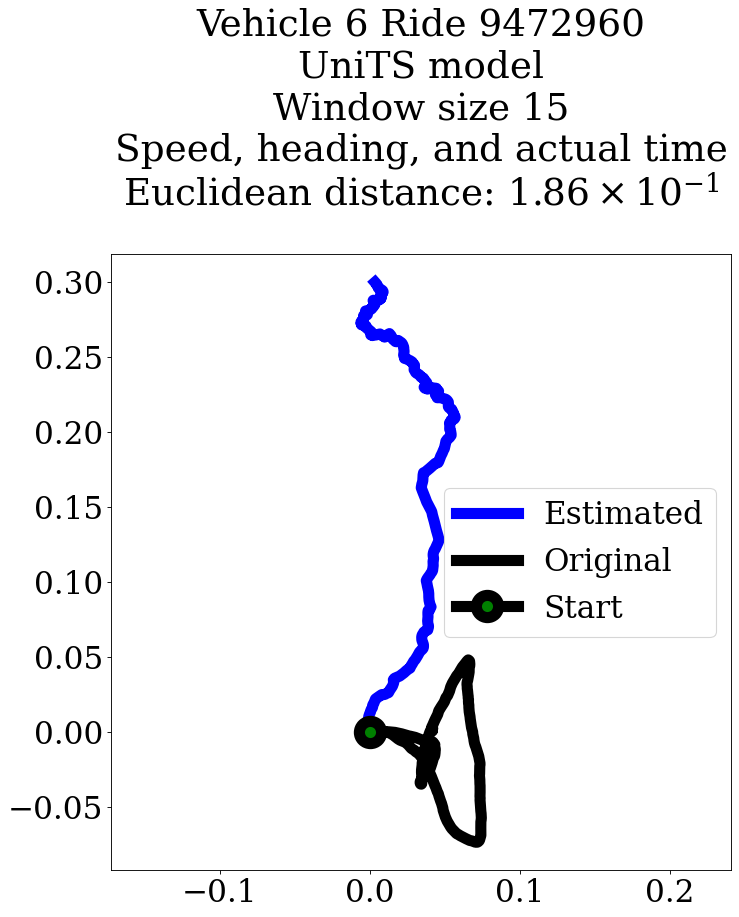 Vehicle 6 Ride 9472960
UniTS model
Window size 15
Speed, heading, and actual time
Euclidean distance: 1.86 × 10⁻¹
0.30
0.25
0.20
0.15
0.10
0.05
0.00
−0.05
Estimated
Original
Start
−0.1 0.0 0.1 0.2